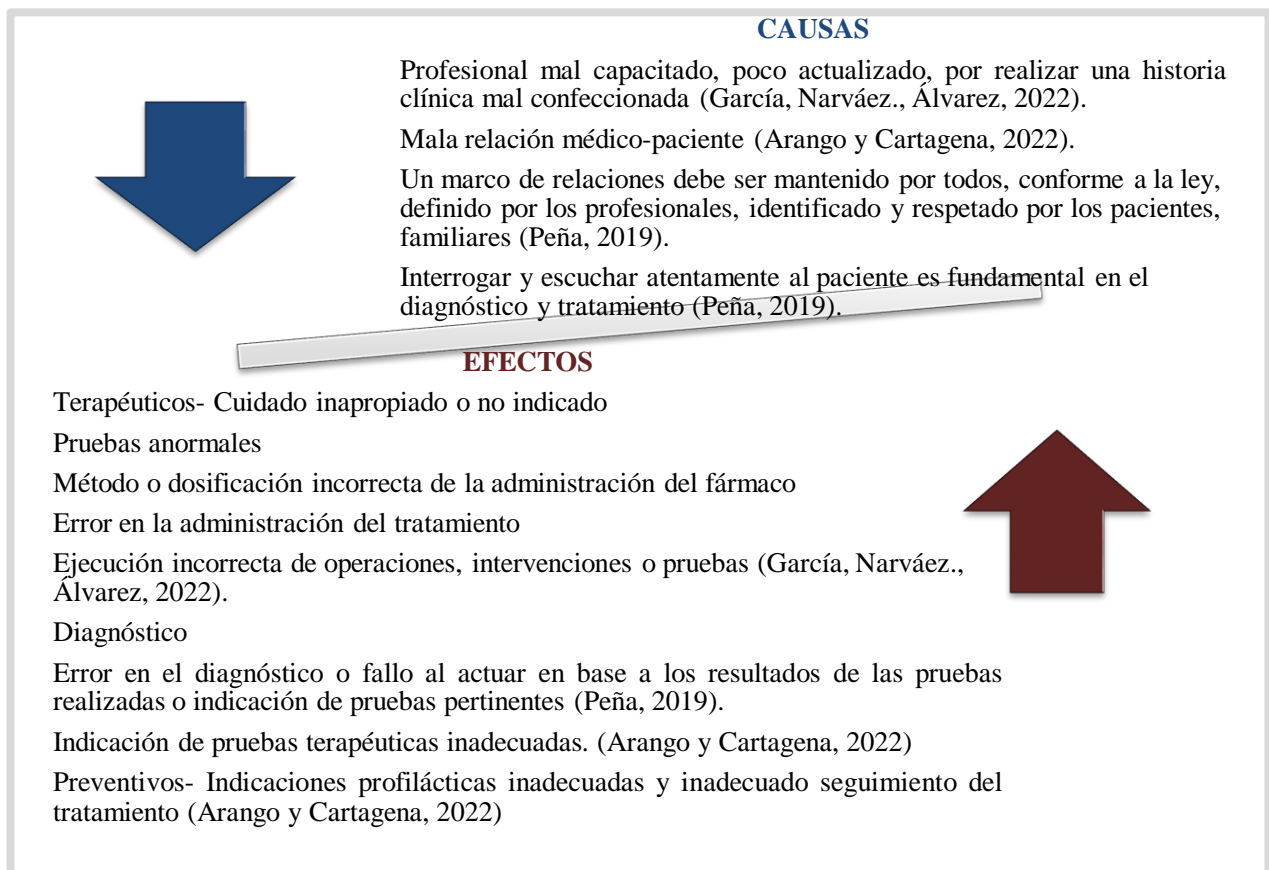 CAUSAS
Profesional mal capacitado, poco actualizado, por realizar una historia
clínica mal confeccionada (García, Narváez., Álvarez, 2022).
Mala relación médico-paciente (Arango y Cartagena, 2022).
Un marco de relaciones debe ser mantenido por todos, conforme a la ley,
definido por los profesionales, identificado y respetado por los pacientes,
familiares (Peña, 2019).
Interrogar y escuchar atentamente al paciente es fundamental en el
diagnóstico y tratamiento (Peña, 2019).
EFECTOS
Terapéuticos- Cuidado inapropiado o no indicado
Pruebas anormales
Método o dosificación incorrecta de la administración del fármaco
Error en la administración del tratamiento
Ejecución incorrecta de operaciones, intervenciones o pruebas (García, Narváez.,
Álvarez, 2022).
Diagnóstico
Error en el diagnóstico o fallo al actuar en base a los resultados de las pruebas
realizadas o indicación de pruebas pertinentes (Peña, 2019).
Indicación de pruebas terapéuticas inadecuadas. (Arango y Cartagena, 2022)
Preventivos- Indicaciones profilácticas inadecuadas y inadecuado seguimiento del
tratamiento (Arango y Cartagena, 2022)